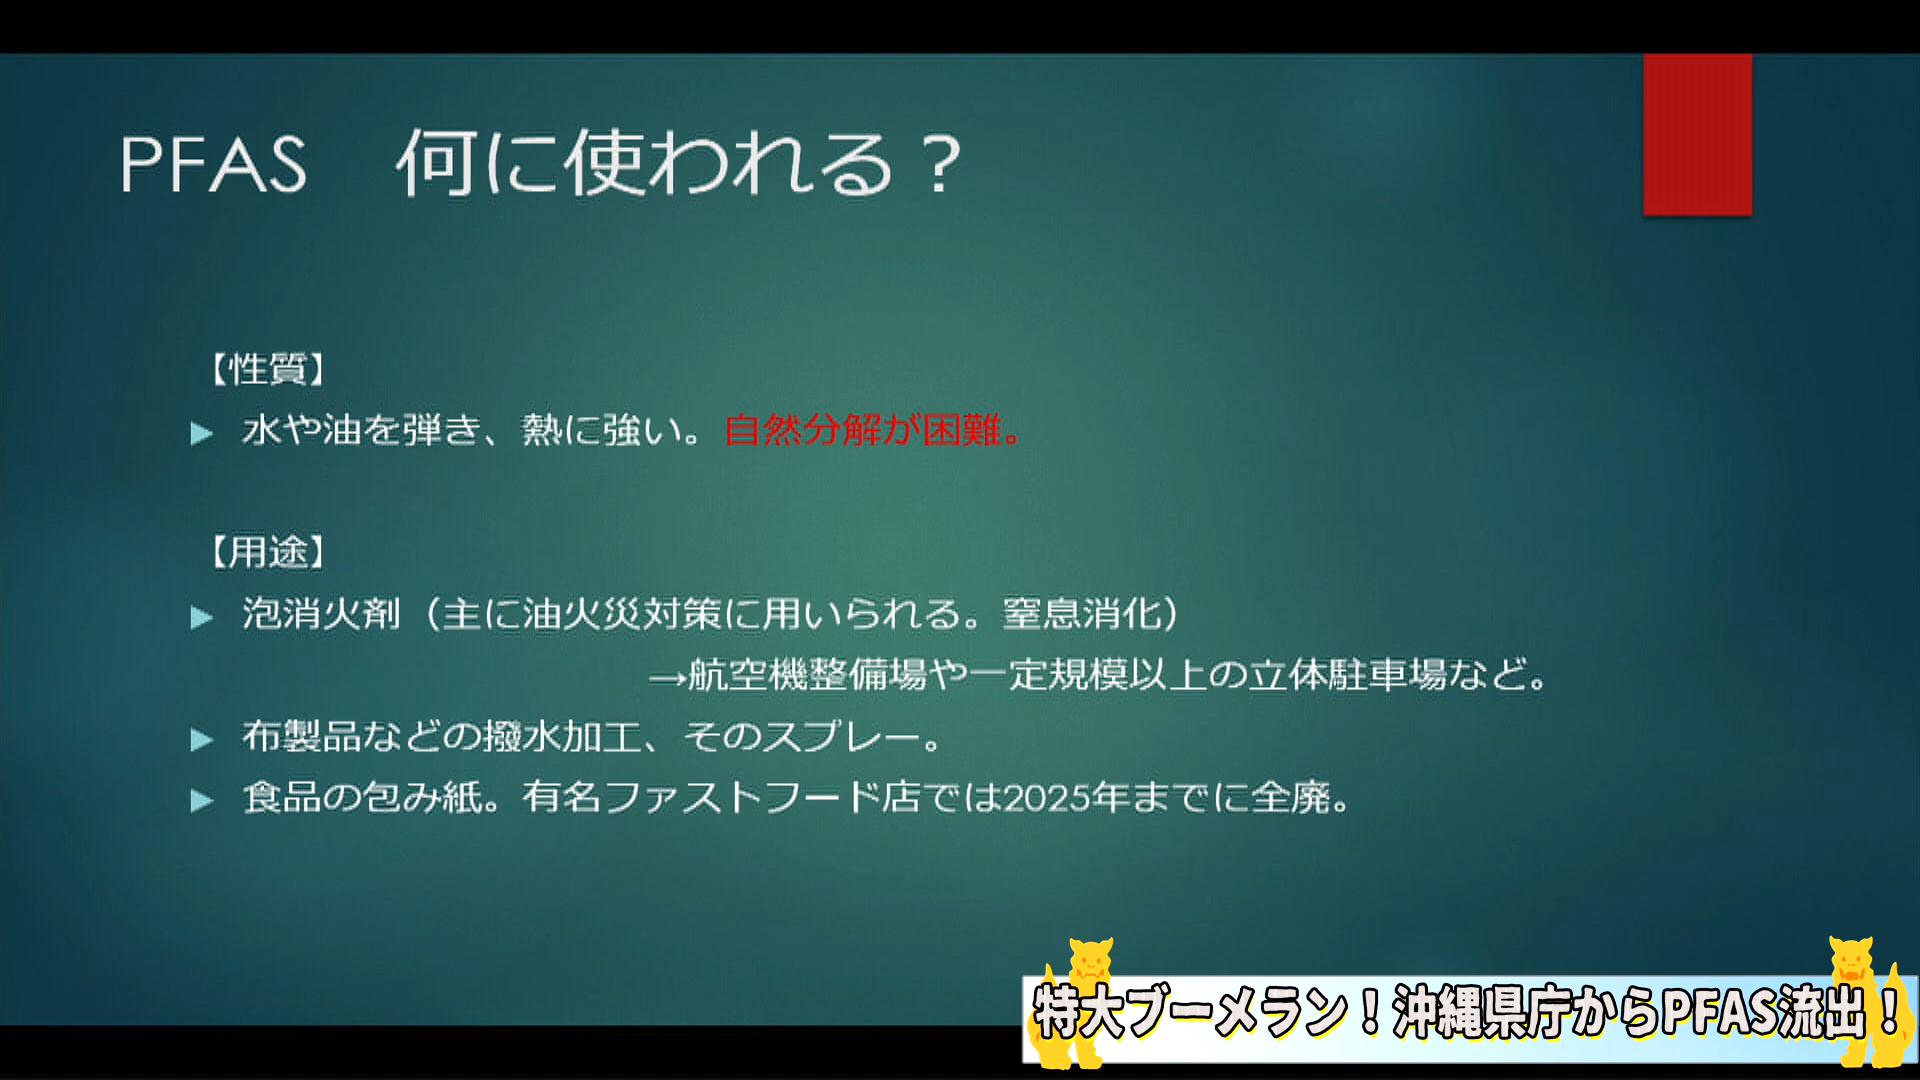 PFAS　何に使われる？
【性質】
▶ 水や油を弾き、熱に強い。自然分解が困難。
【用途】
▶ 泡消火剤（主に油火災対策に用いられる。窒息消化）
→航空機整備場や一定規模以上の立体駐車場など。
▶ 布製品などの撥水加工、そのスプレー。
▶ 食品の包み紙。有名ファストフード店では2025年までに全廃。
特大ブーメラン！沖縄県庁からPFAS流出！